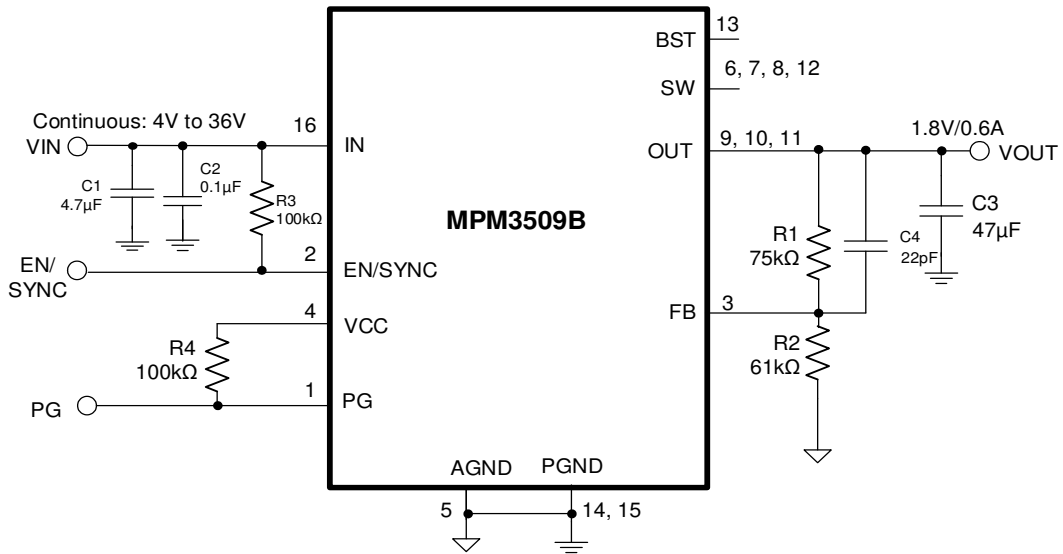 13
BST
6, 7, 8, 12
SW
Continuous: 4V to 36V
16
VIN
IN
1.8V/0.6A
OUT
9, 10, 11
VOUT
C1
4.7µF
C2
0.1µF
R3
100kΩ
MPM3509B
R1
75kΩ
C4
22pF
C3
47µF
EN/
SYNC
2
EN/SYNC
4
VCC
FB
3
R4
100kΩ
R2
61kΩ
1
PG
PG
AGND
PGND
5
14, 15